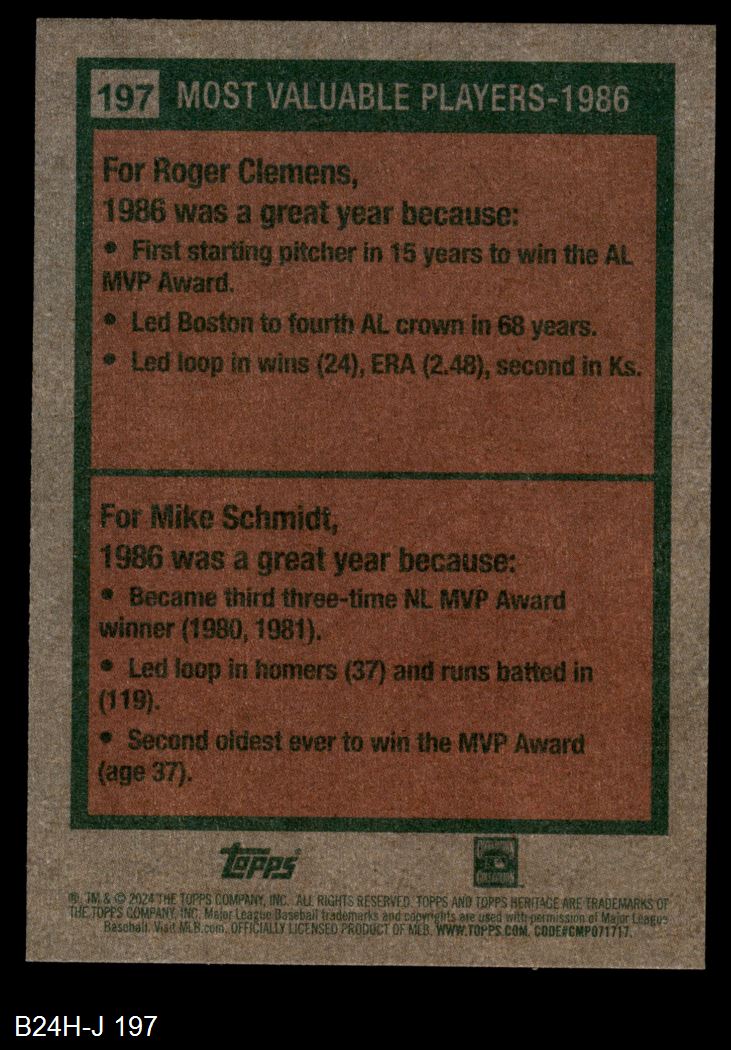 197 MOST VALUABLE PLAYERS-1986
For Roger Clemens,
1986 was a great year because:
• First starting pitcher in 15 years to win the AL
MVP Award.
• Led Boston to fourth AL crown in 68 years.
• Led loop in wins (24), ERA (2.48), second in Ks.
For Mike Schmidt,
1986 was a great year because:
• Became third three-time NL MVP Award
winner (1980, 1981).
• Led loop in homers (37) and runs batted in
(119).
• Second oldest ever to win the MVP Award
(age 37).
Topps
® , TM & © 2024 THE TOPPS COMPANY, INC. ALL RIGHTS RESERVED. TOPPS AND TOPPS HERITAGE ARE TRADEMARKS OF
THE TOPPS COMPANY, INC. Major League Baseball trademarks and copyrights are used with permission of Major League
Baseball. Visit MLB.com. OFFICIALLY LICENSED PRODUCT OF MLB. WWW.TOPPS.COM. CODE#CMP071717.
B24H-J 197